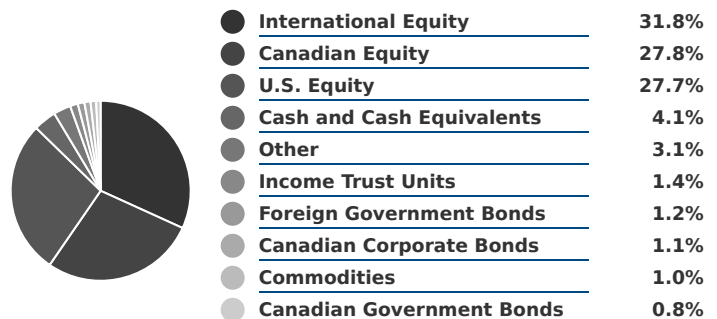 International Equity 31.8%
Canadian Equity 27.8%
U.S. Equity 27.7%
Cash and Cash Equivalents 4.1%
Other 3.1%
Income Trust Units 1.4%
Foreign Government Bonds 1.2%
Canadian Corporate Bonds 1.1%
Commodities 1.0%
Canadian Government Bonds 0.8%